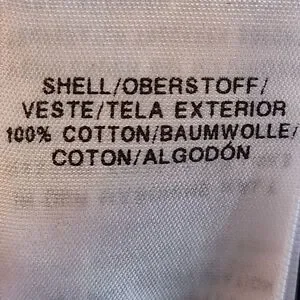 SHELL/OBERSTOFF/
VESTE/TELA EXTERIOR
100% COTTON/BAUMWOLLE/
COTON/ALGODÓN